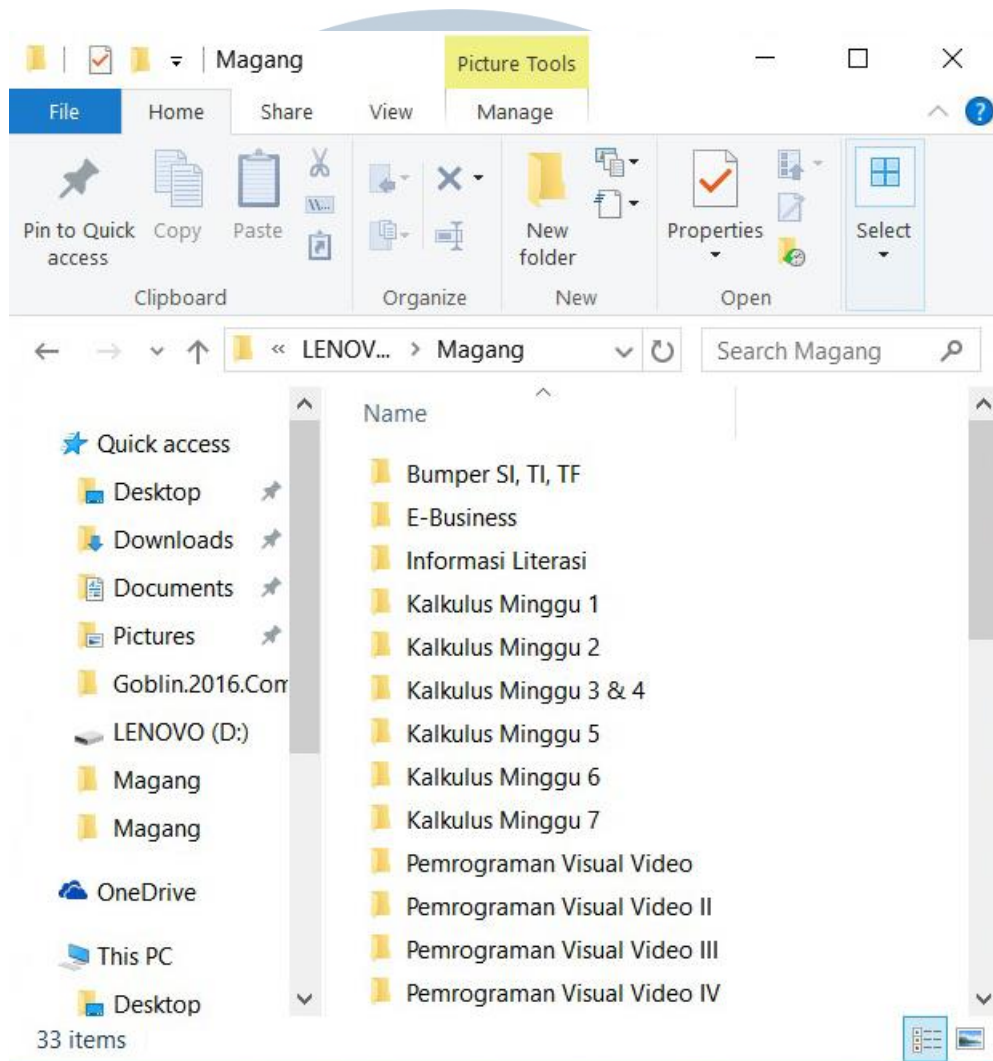 Magang
Picture Tools
File Home Share View Manage
Pin to Quick access
Copy
Paste
W...
New folder
Properties
Select
Clipboard Organize New Open
« LENOV... > Magang
Search Magang
Name
Quick access
Desktop
Downloads
Documents
Pictures
Goblin.2016.Com
LENOVO (D:)
Magang
Magang
OneDrive
This PC
Desktop
Bumper SI, TI, TF
E-Business
Informasi Literasi
Kalkulus Minggu 1
Kalkulus Minggu 2
Kalkulus Minggu 3 & 4
Kalkulus Minggu 5
Kalkulus Minggu 6
Kalkulus Minggu 7
Pemrograman Visual Video
Pemrograman Visual Video II
Pemrograman Visual Video III
Pemrograman Visual Video IV
33 items